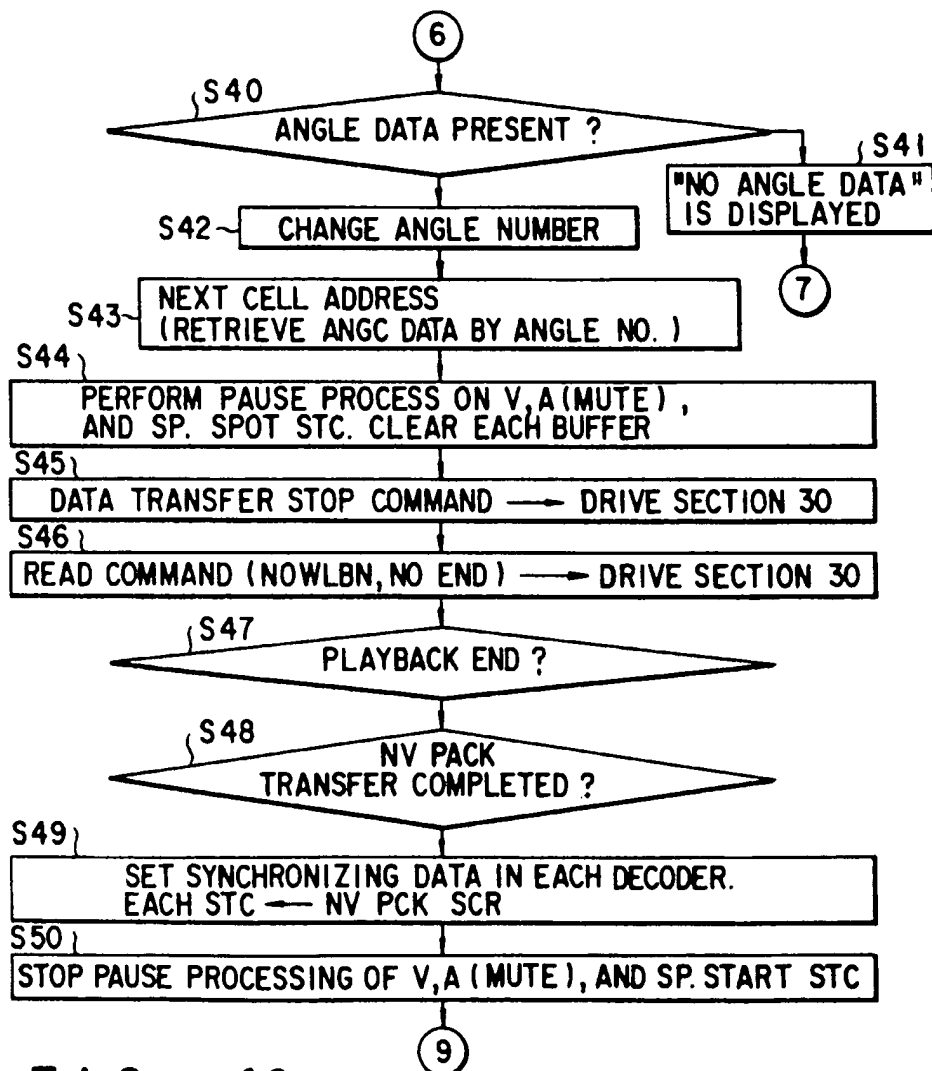 6
S40
ANGLE DATA PRESENT ?
S41
"NO ANGLE DATA"
IS DISPLAYED
7
S42
CHANGE ANGLE NUMBER
S43
NEXT CELL ADDRESS
(RETRIEVE ANGC DATA BY ANGLE NO. )
S44
PERFORM PAUSE PROCESS ON V,A(MUTE) ,
AND SP. SPOT STC. CLEAR EACH BUFFER
S45
DATA TRANSFER STOP COMMAND → DRIVE SECTION 30
S46
READ COMMAND (NOWLBN, NO END) → DRIVE SECTION 30
S47
PLAYBACK END ?
S48
NV PACK
TRANSFER COMPLETED ?
S49
SET SYNCHRONIZING DATA IN EACH DECODER.
EACH STC ← NV PCK SCR
S50
STOP PAUSE PROCESSING OF V,A (MUTE), AND SP. START STC
9